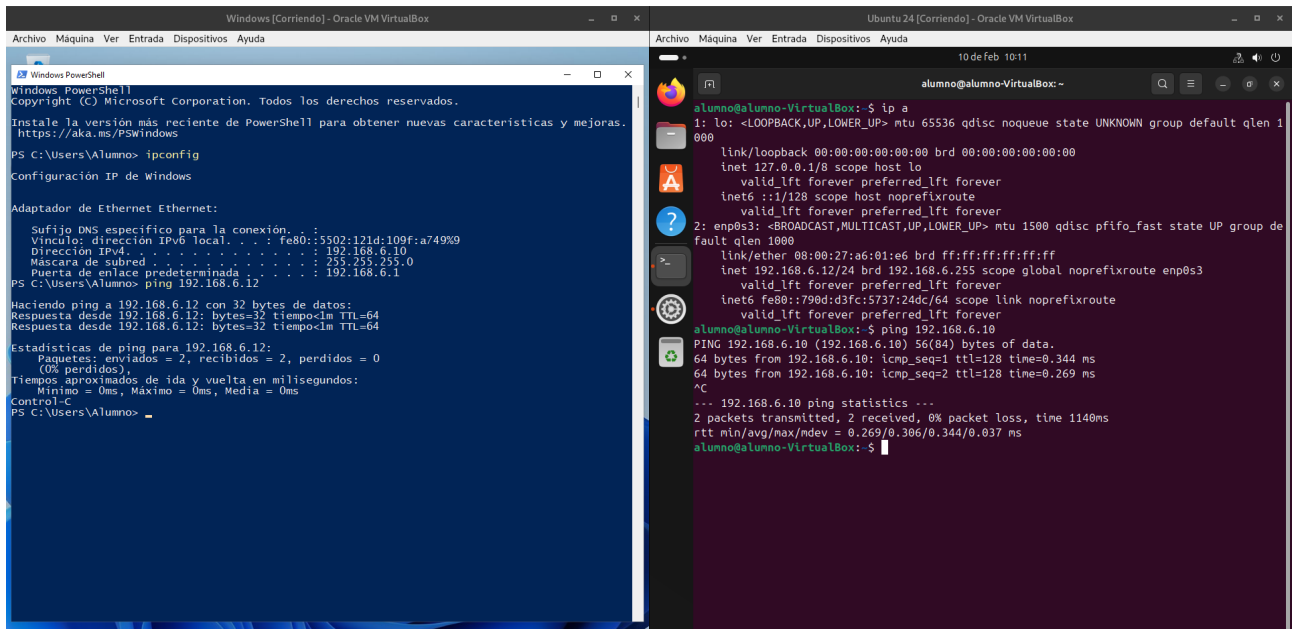 Windows [Corriendo] - Oracle VM VirtualBox
Archivo Máquina Ver Entrada Dispositivos Ayuda
Windows PowerShell
Windows PowerShell
Copyright (C) Microsoft Corporation. Todos los derechos reservados.
Instale la versión más reciente de PowerShell para obtener nuevas características y mejoras.
https://aka.ms/PSWindows
PS C:\Users\Alumno> ipconfig
Configuración IP de Windows
Adaptador de Ethernet Ethernet:
Sufijo DNS específico para la conexión. . :
Vínculo: dirección IPv6 local. . . : fe80::5502:121d:109f:a749%9
Dirección IPv4. . . . . . . . . . . . . . : 192.168.6.10
Máscara de subred . . . . . . . . . . . . : 255.255.255.0
Puerta de enlace predeterminada . . . . . : 192.168.6.1
PS C:\Users\Alumno> ping 192.168.6.12
Haciendo ping a 192.168.6.12 con 32 bytes de datos:
Respuesta desde 192.168.6.12: bytes=32 tiempo<1m TTL=64
Respuesta desde 192.168.6.12: bytes=32 tiempo<1m TTL=64
Estadísticas de ping para 192.168.6.12:
Paquetes: enviados = 2, recibidos = 2, perdidos = 0
(0% perdidos),
Tiempos aproximados de ida y vuelta en milisegundos:
Mínimo = 0ms, Máximo = 0ms, Media = 0ms
Control-C
PS C:\Users\Alumno> _
Ubuntu 24 [Corriendo] - Oracle VM VirtualBox
Archivo Máquina Ver Entrada Dispositivos Ayuda
10 de feb 10:11
alumno@alumno-VirtualBox: ~
alumno@alumno-VirtualBox:~$ ip a
1: lo: <LOOPBACK,UP,LOWER_UP> mtu 65536 qdisc noqueue state UNKNOWN group default qlen 1
000
link/loopback 00:00:00:00:00:00 brd 00:00:00:00:00:00
inet 127.0.0.1/8 scope host lo
valid_lft forever preferred_lft forever
inet6 ::1/128 scope host noprefixroute
valid_lft forever preferred_lft forever
2: enp0s3: <BROADCAST,MULTICAST,UP,LOWER_UP> mtu 1500 qdisc pfifo_fast state UP group de
fault qlen 1000
link/ether 08:00:27:a6:01:e6 brd ff:ff:ff:ff:ff:ff
inet 192.168.6.12/24 brd 192.168.6.255 scope global noprefixroute enp0s3
valid_lft forever preferred_lft forever
inet6 fe80::790d:d3fc:5737:24dc/64 scope link noprefixroute
valid_lft forever preferred_lft forever
alumno@alumno-VirtualBox:~$ ping 192.168.6.10
PING 192.168.6.10 (192.168.6.10) 56(84) bytes of data.
64 bytes from 192.168.6.10: icmp_seq=1 ttl=128 time=0.344 ms
64 bytes from 192.168.6.10: icmp_seq=2 ttl=128 time=0.269 ms
^C
--- 192.168.6.10 ping statistics ---
2 packets transmitted, 2 received, 0% packet loss, time 1140ms
rtt min/avg/max/mdev = 0.269/0.306/0.344/0.037 ms
alumno@alumno-VirtualBox:~$